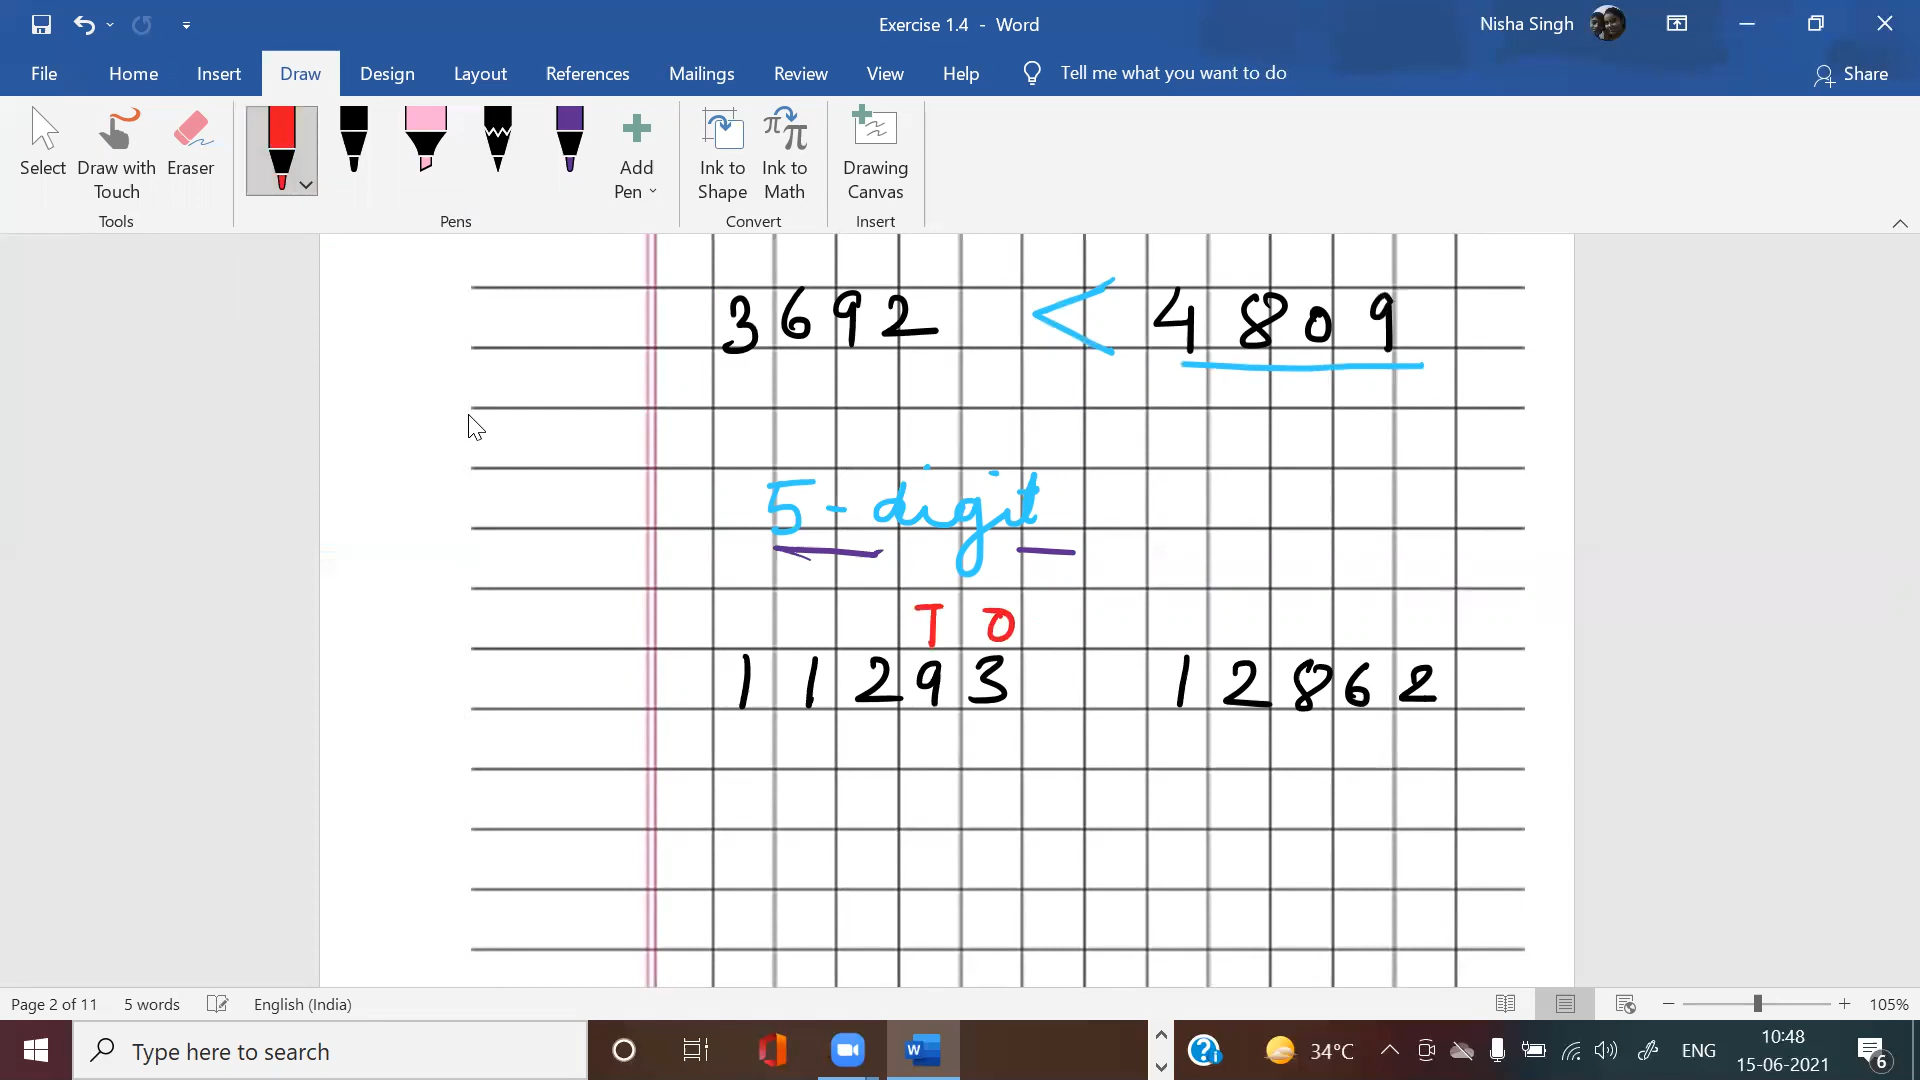 Exercise 1.4 - Word
Nisha Singh
File Home Insert Draw Design Layout References Mailings Review View Help Tell me what you want to do Share
Select Draw with Touch Eraser Add Pen Ink to Shape Ink to Math Drawing Canvas
Tools Pens Convert Insert
3692 < 4809
5-digit
T O
11293 12862
Page 2 of 11 5 words English (India) 105%
Type here to search 34°C ENG 10:48
15-06-2021 6